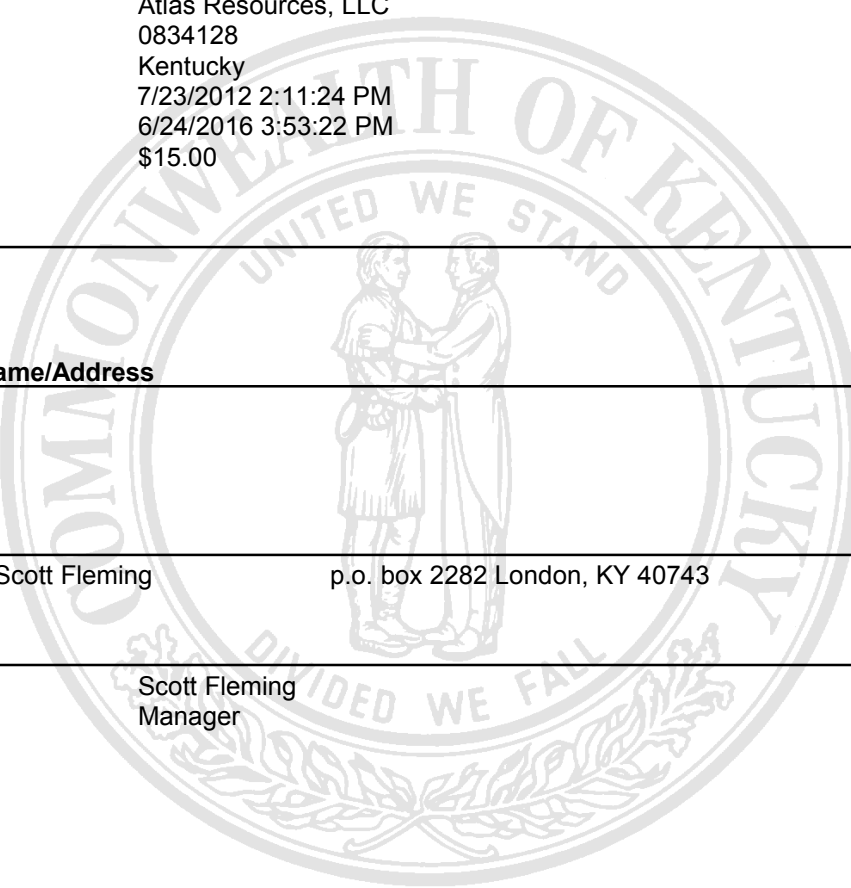 Atlas Resources, LLC
0834128
Kentucky
7/23/2012 2:11:24 PM
6/24/2016 3:53:22 PM
$15.00
COMMONWEALTH OF KENTUCKY
UNITED WE STAND
ame/Address
Scott Fleming p.o. box 2282 London, KY 40743
DIVIDED WE FALL
Scott Fleming
Manager